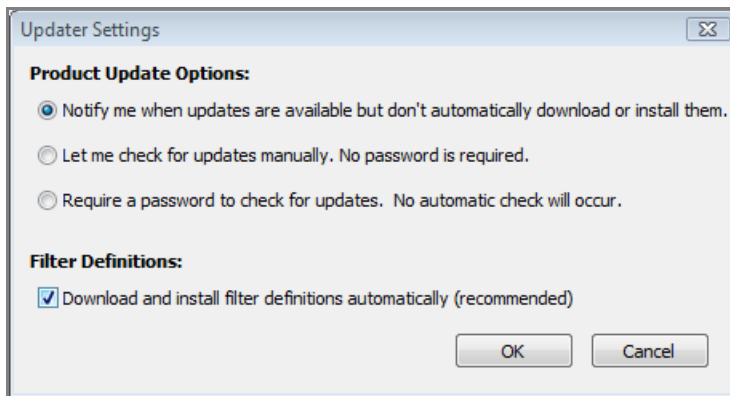 Updater Settings
Product Update Options:
Notify me when updates are available but don't automatically download or install them.
Let me check for updates manually. No password is required.
Require a password to check for updates.  No automatic check will occur.
Filter Definitions:
Download and install filter definitions automatically (recommended)
OK Cancel